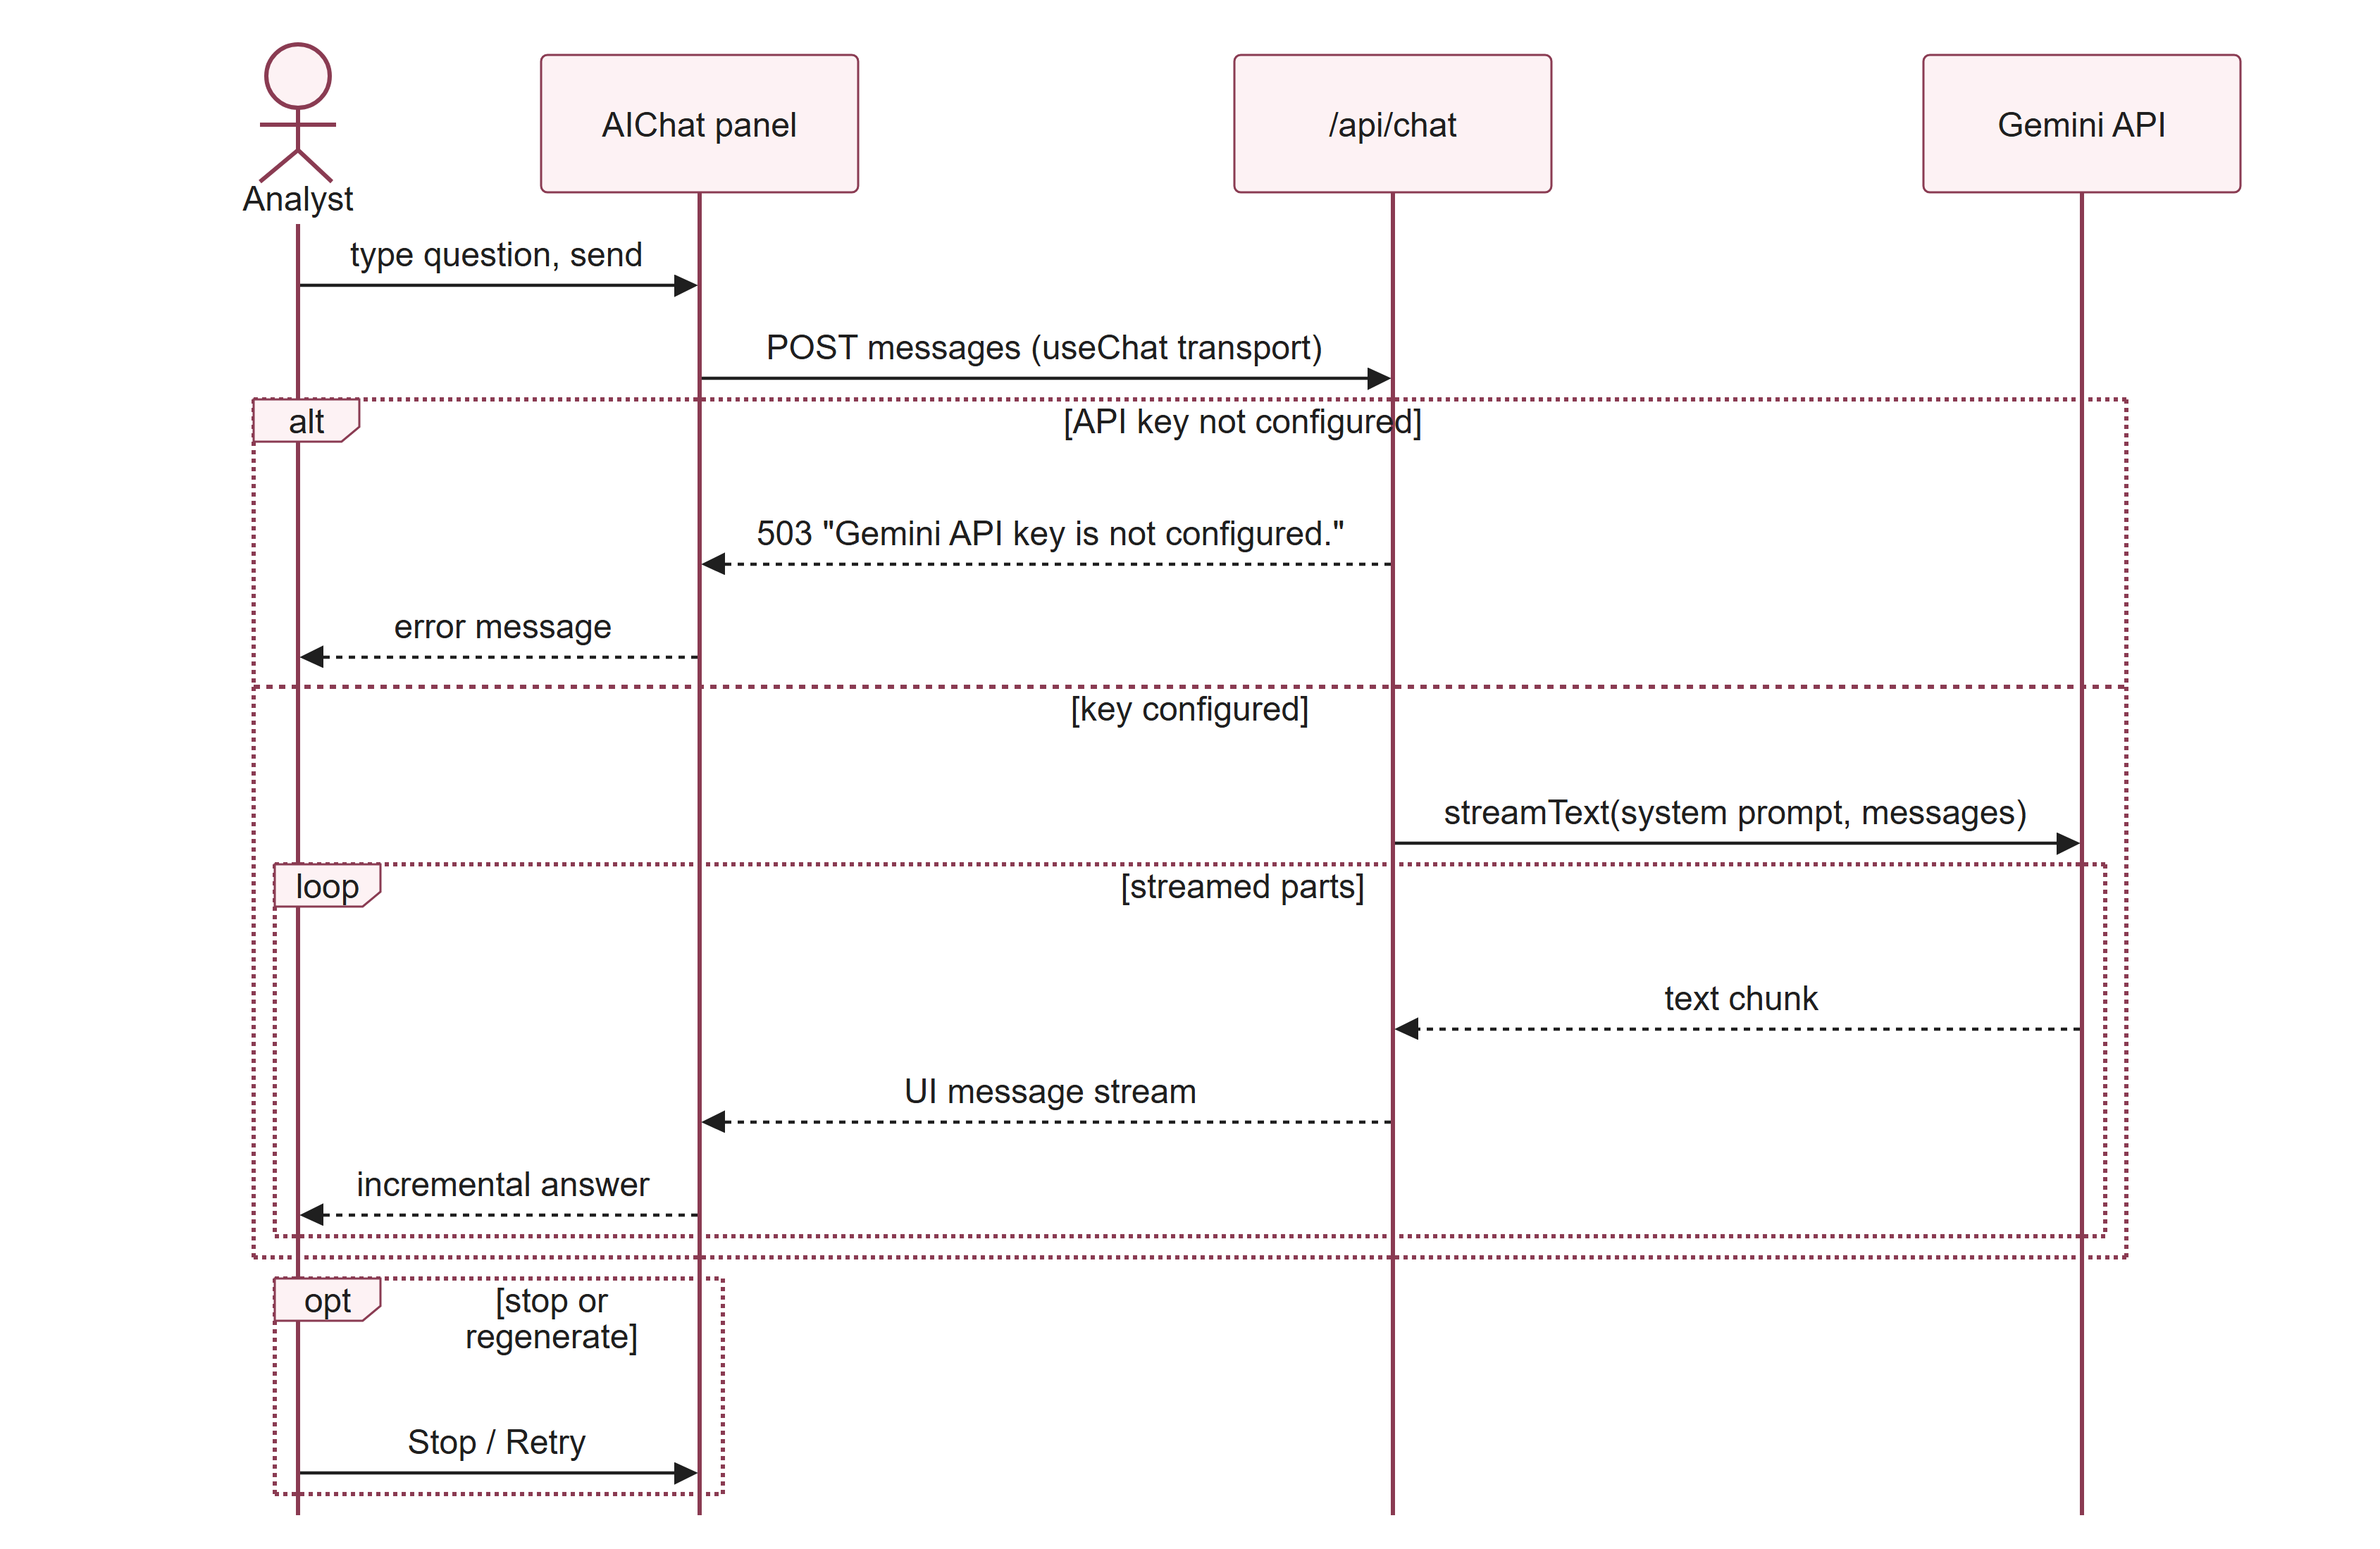 Analyst
AIChat panel
/api/chat
Gemini API
type question, send
POST messages (useChat transport)
alt
[API key not configured]
503 "Gemini API key is not configured."
error message
[key configured]
streamText(system prompt, messages)
loop
[streamed parts]
text chunk
UI message stream
incremental answer
opt
[stop or
regenerate]
Stop / Retry